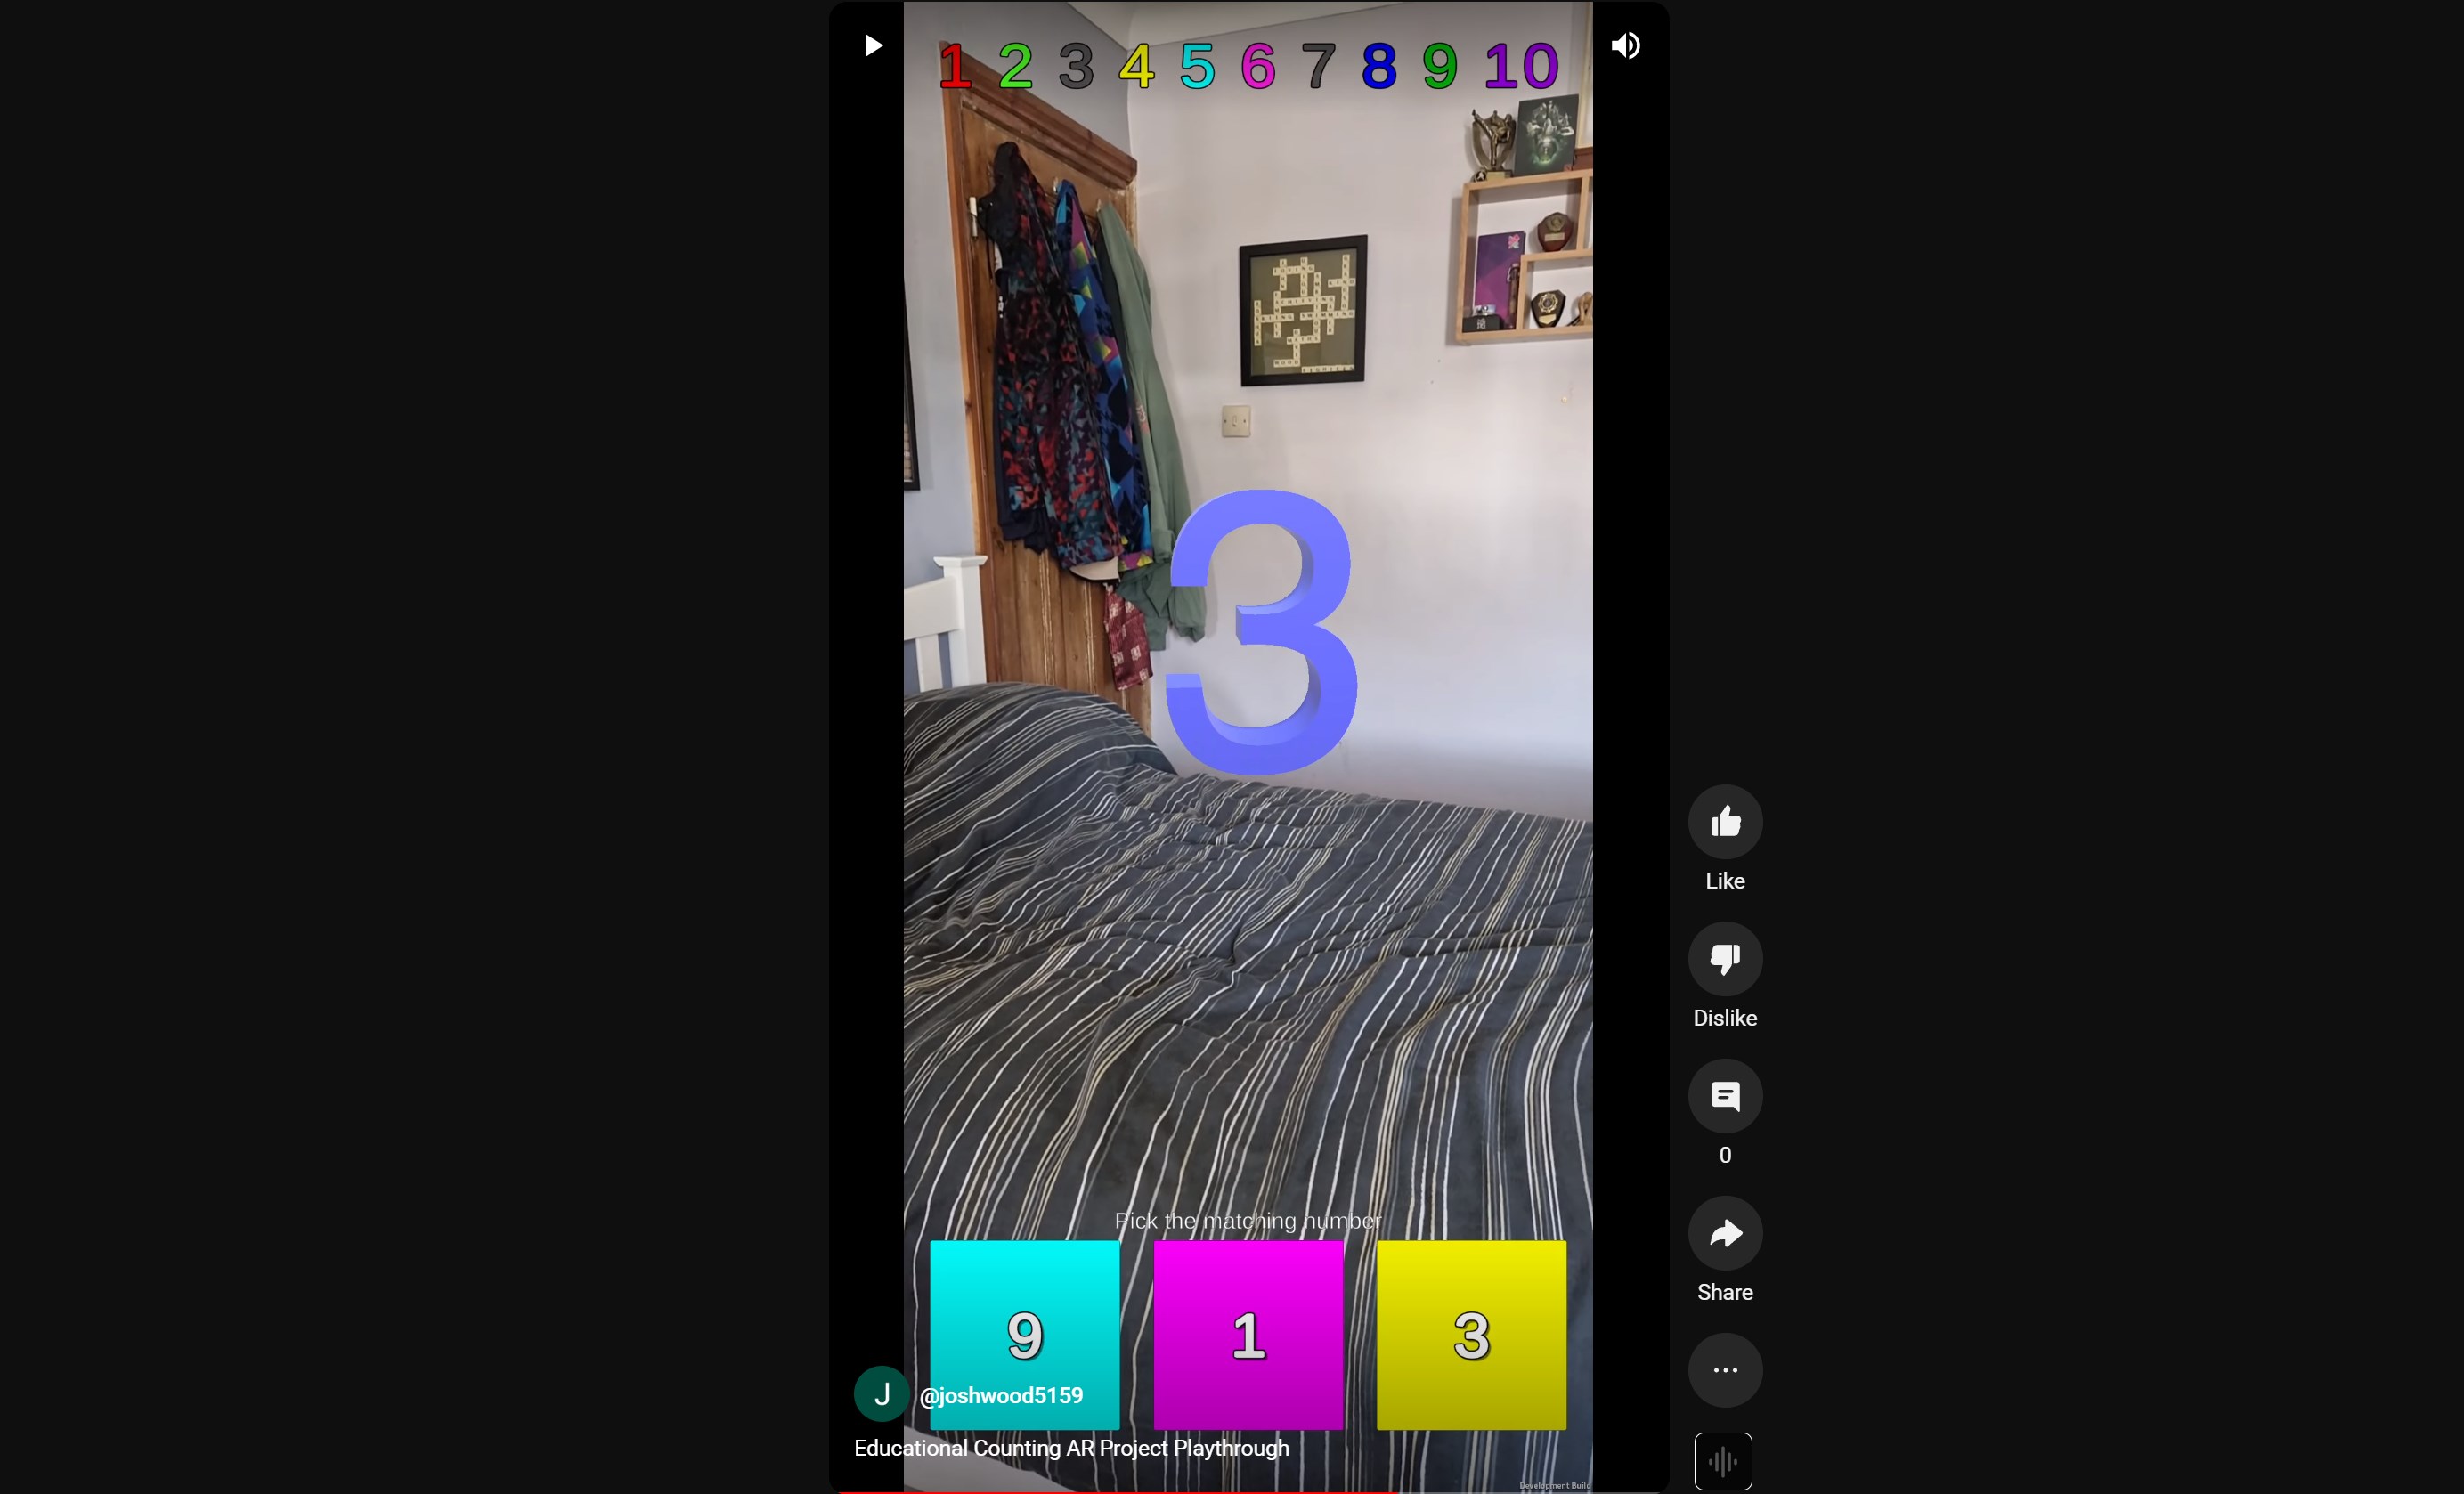 1 2 3 4 5 6 7 8 9 10
3
Pick the matching number
9 1 3
J @joshwood5159
Educational Counting AR Project Playthrough
Development Build
Like
Dislike
0
Share